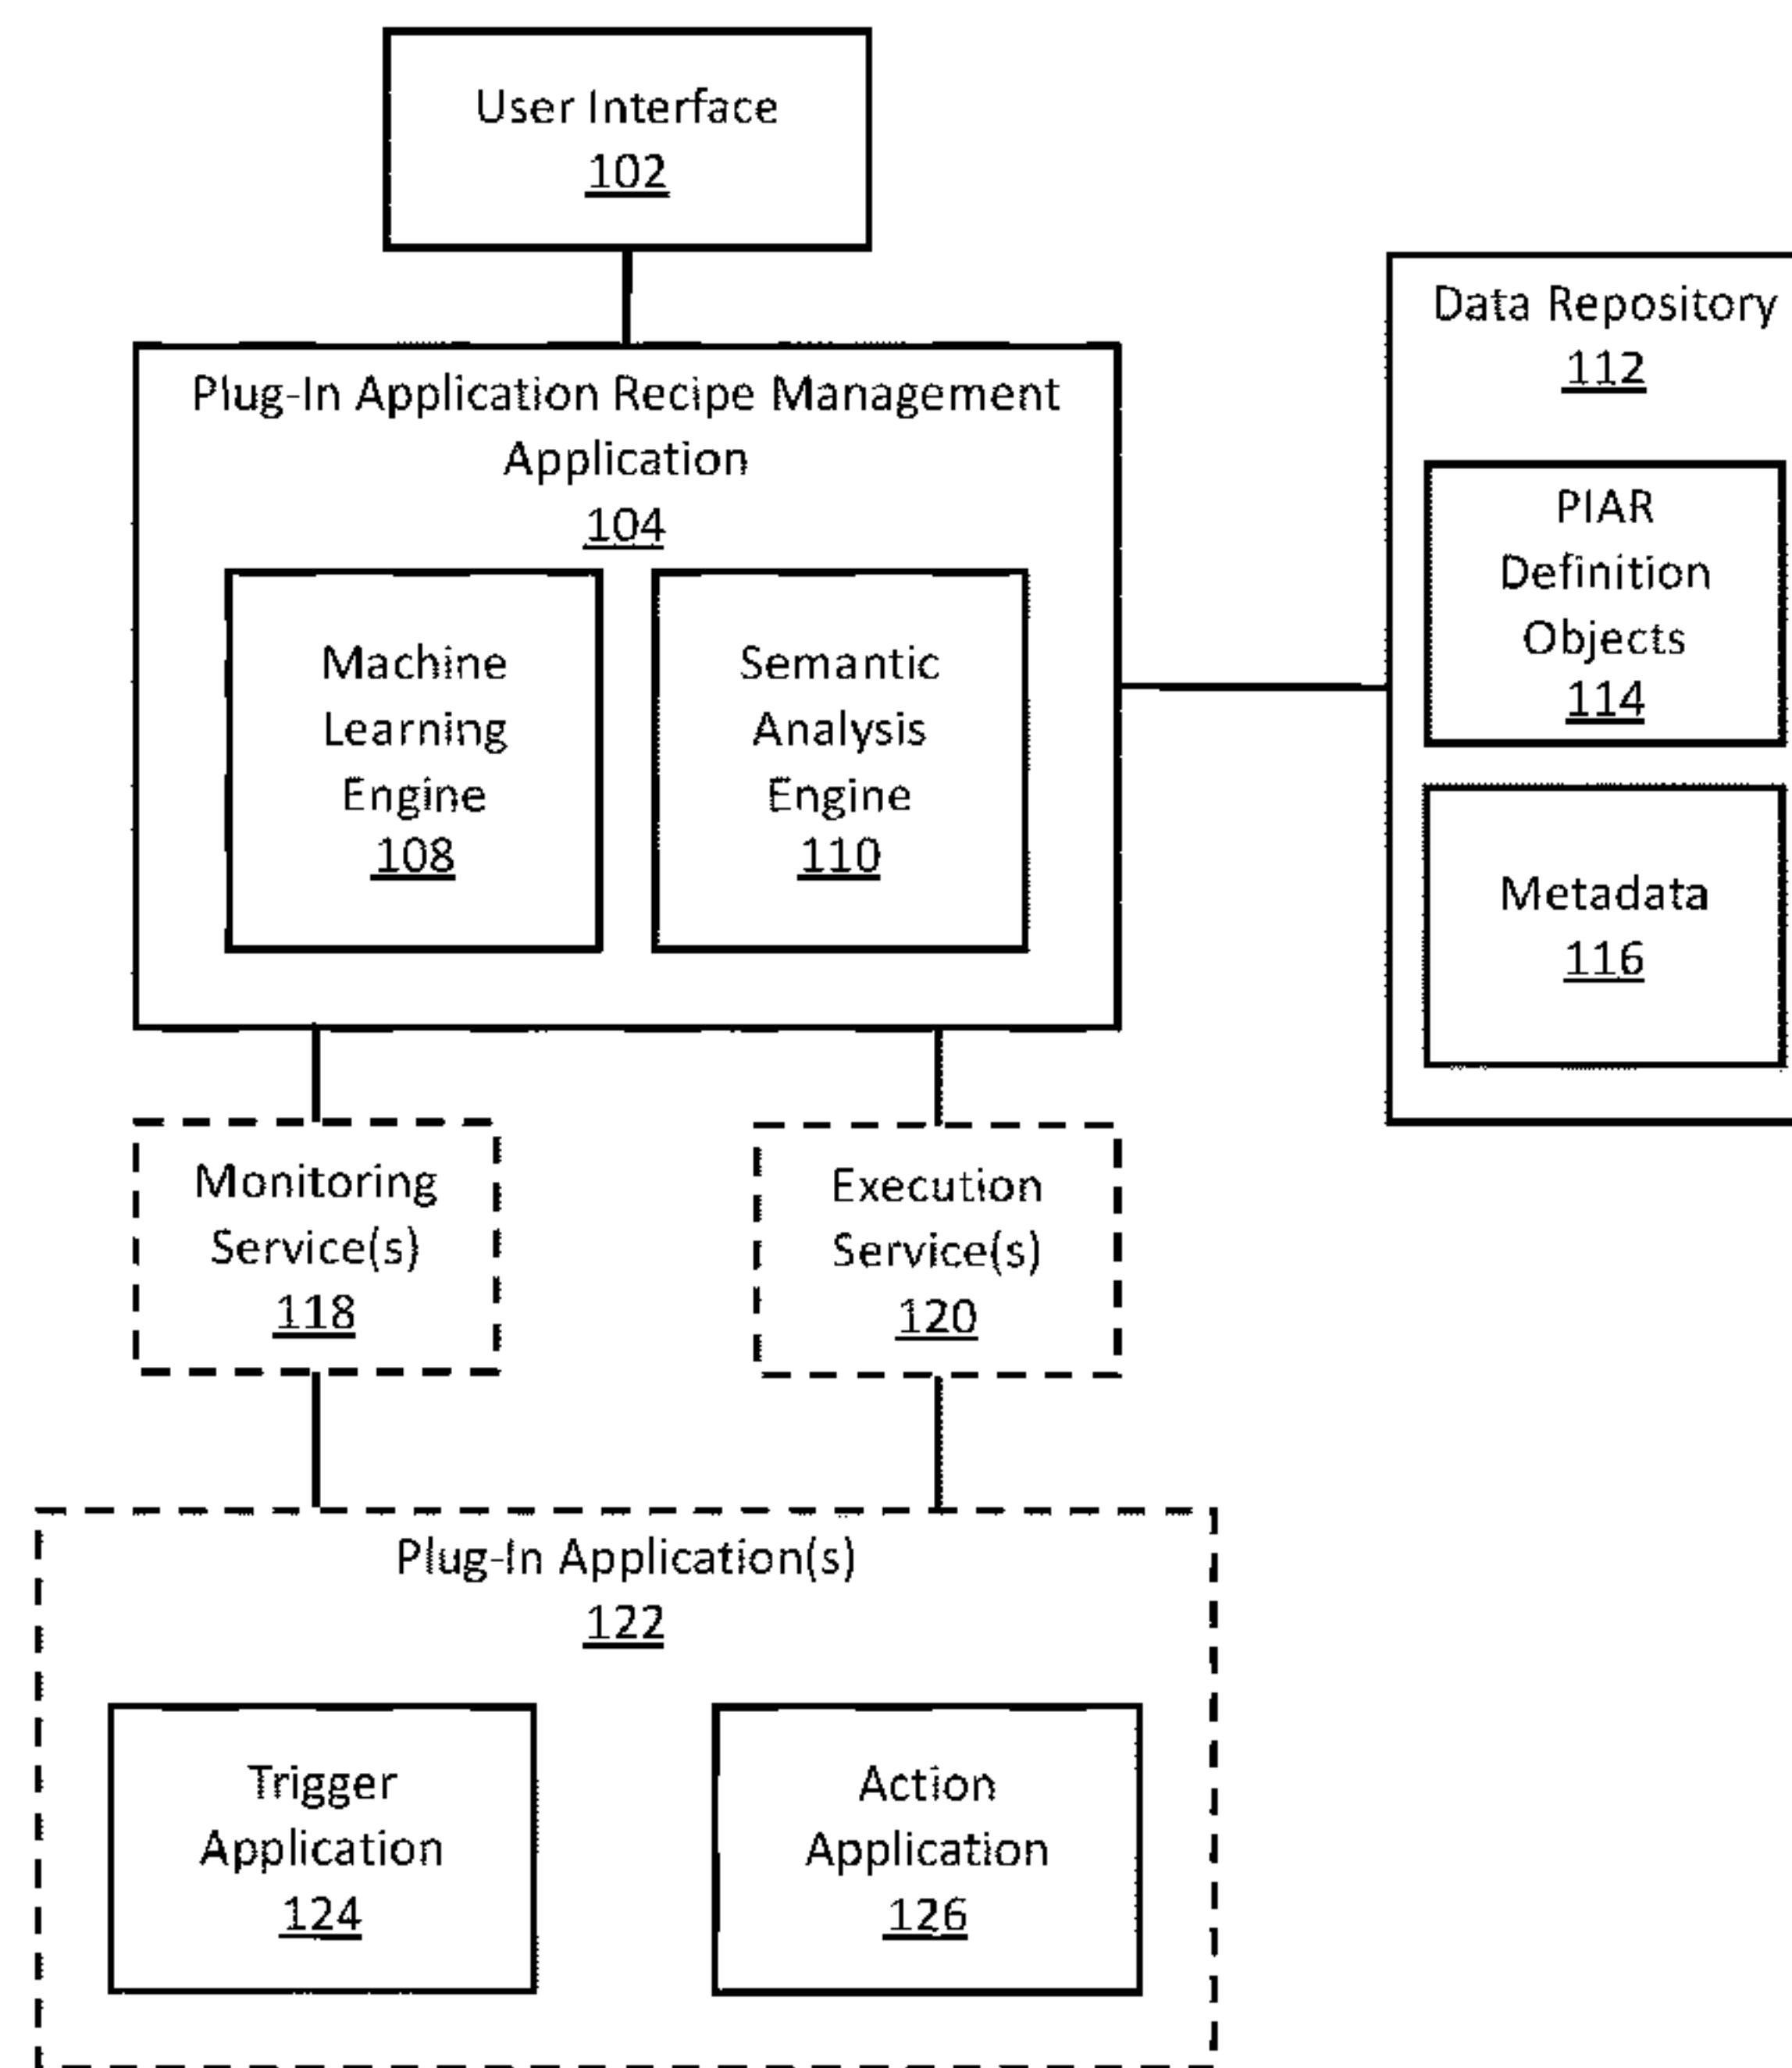 User Interface
102
Plug-In Application Recipe Management
Application
104
Machine
Learning
Engine
108
Semantic
Analysis
Engine
110
Data Repository
112
PIAR
Definition
Objects
114
Metadata
116
Monitoring
Service(s)
118
Execution
Service(s)
120
Plug-In Application(s)
122
Trigger
Application
124
Action
Application
126